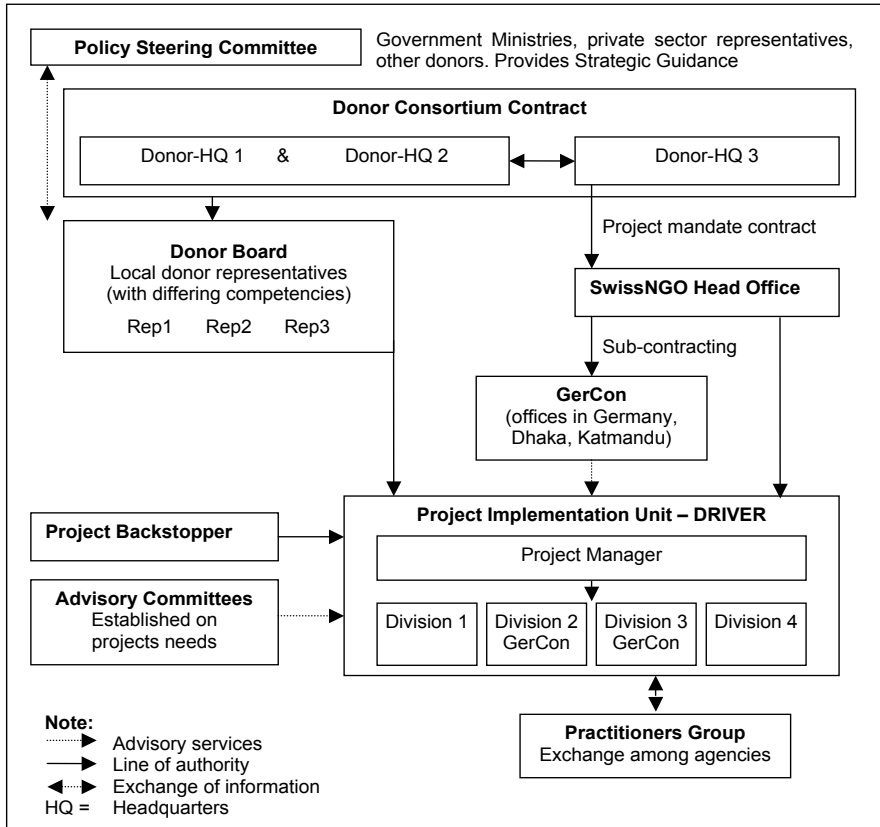 Policy Steering Committee
Government Ministries, private sector representatives,
other donors. Provides Strategic Guidance
Donor Consortium Contract
Donor-HQ 1 & Donor-HQ 2
Donor-HQ 3
Project mandate contract
Donor Board
Local donor representatives
(with differing competencies)
Rep1 Rep2 Rep3
SwissNGO Head Office
Sub-contracting
GerCon
(offices in Germany,
Dhaka, Katmandu)
Project Implementation Unit – DRIVER
Project Manager
Division 1
Division 2
GerCon
Division 3
GerCon
Division 4
Project Backstopper
Advisory Committees
Established on
projects needs
Practitioners Group
Exchange among agencies
Note:
Advisory services
Line of authority
Exchange of information
HQ = Headquarters